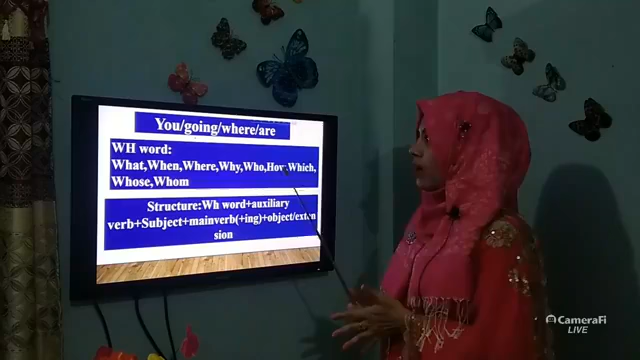 You/going/where/are
WH word:
What,When,Where,Why,Who,How,Which,
Whose,Whom
Structure:Wh word+auxiliary
verb+Subject+mainverb(+ing)+object/exten
sion
CameraFi
LIVE